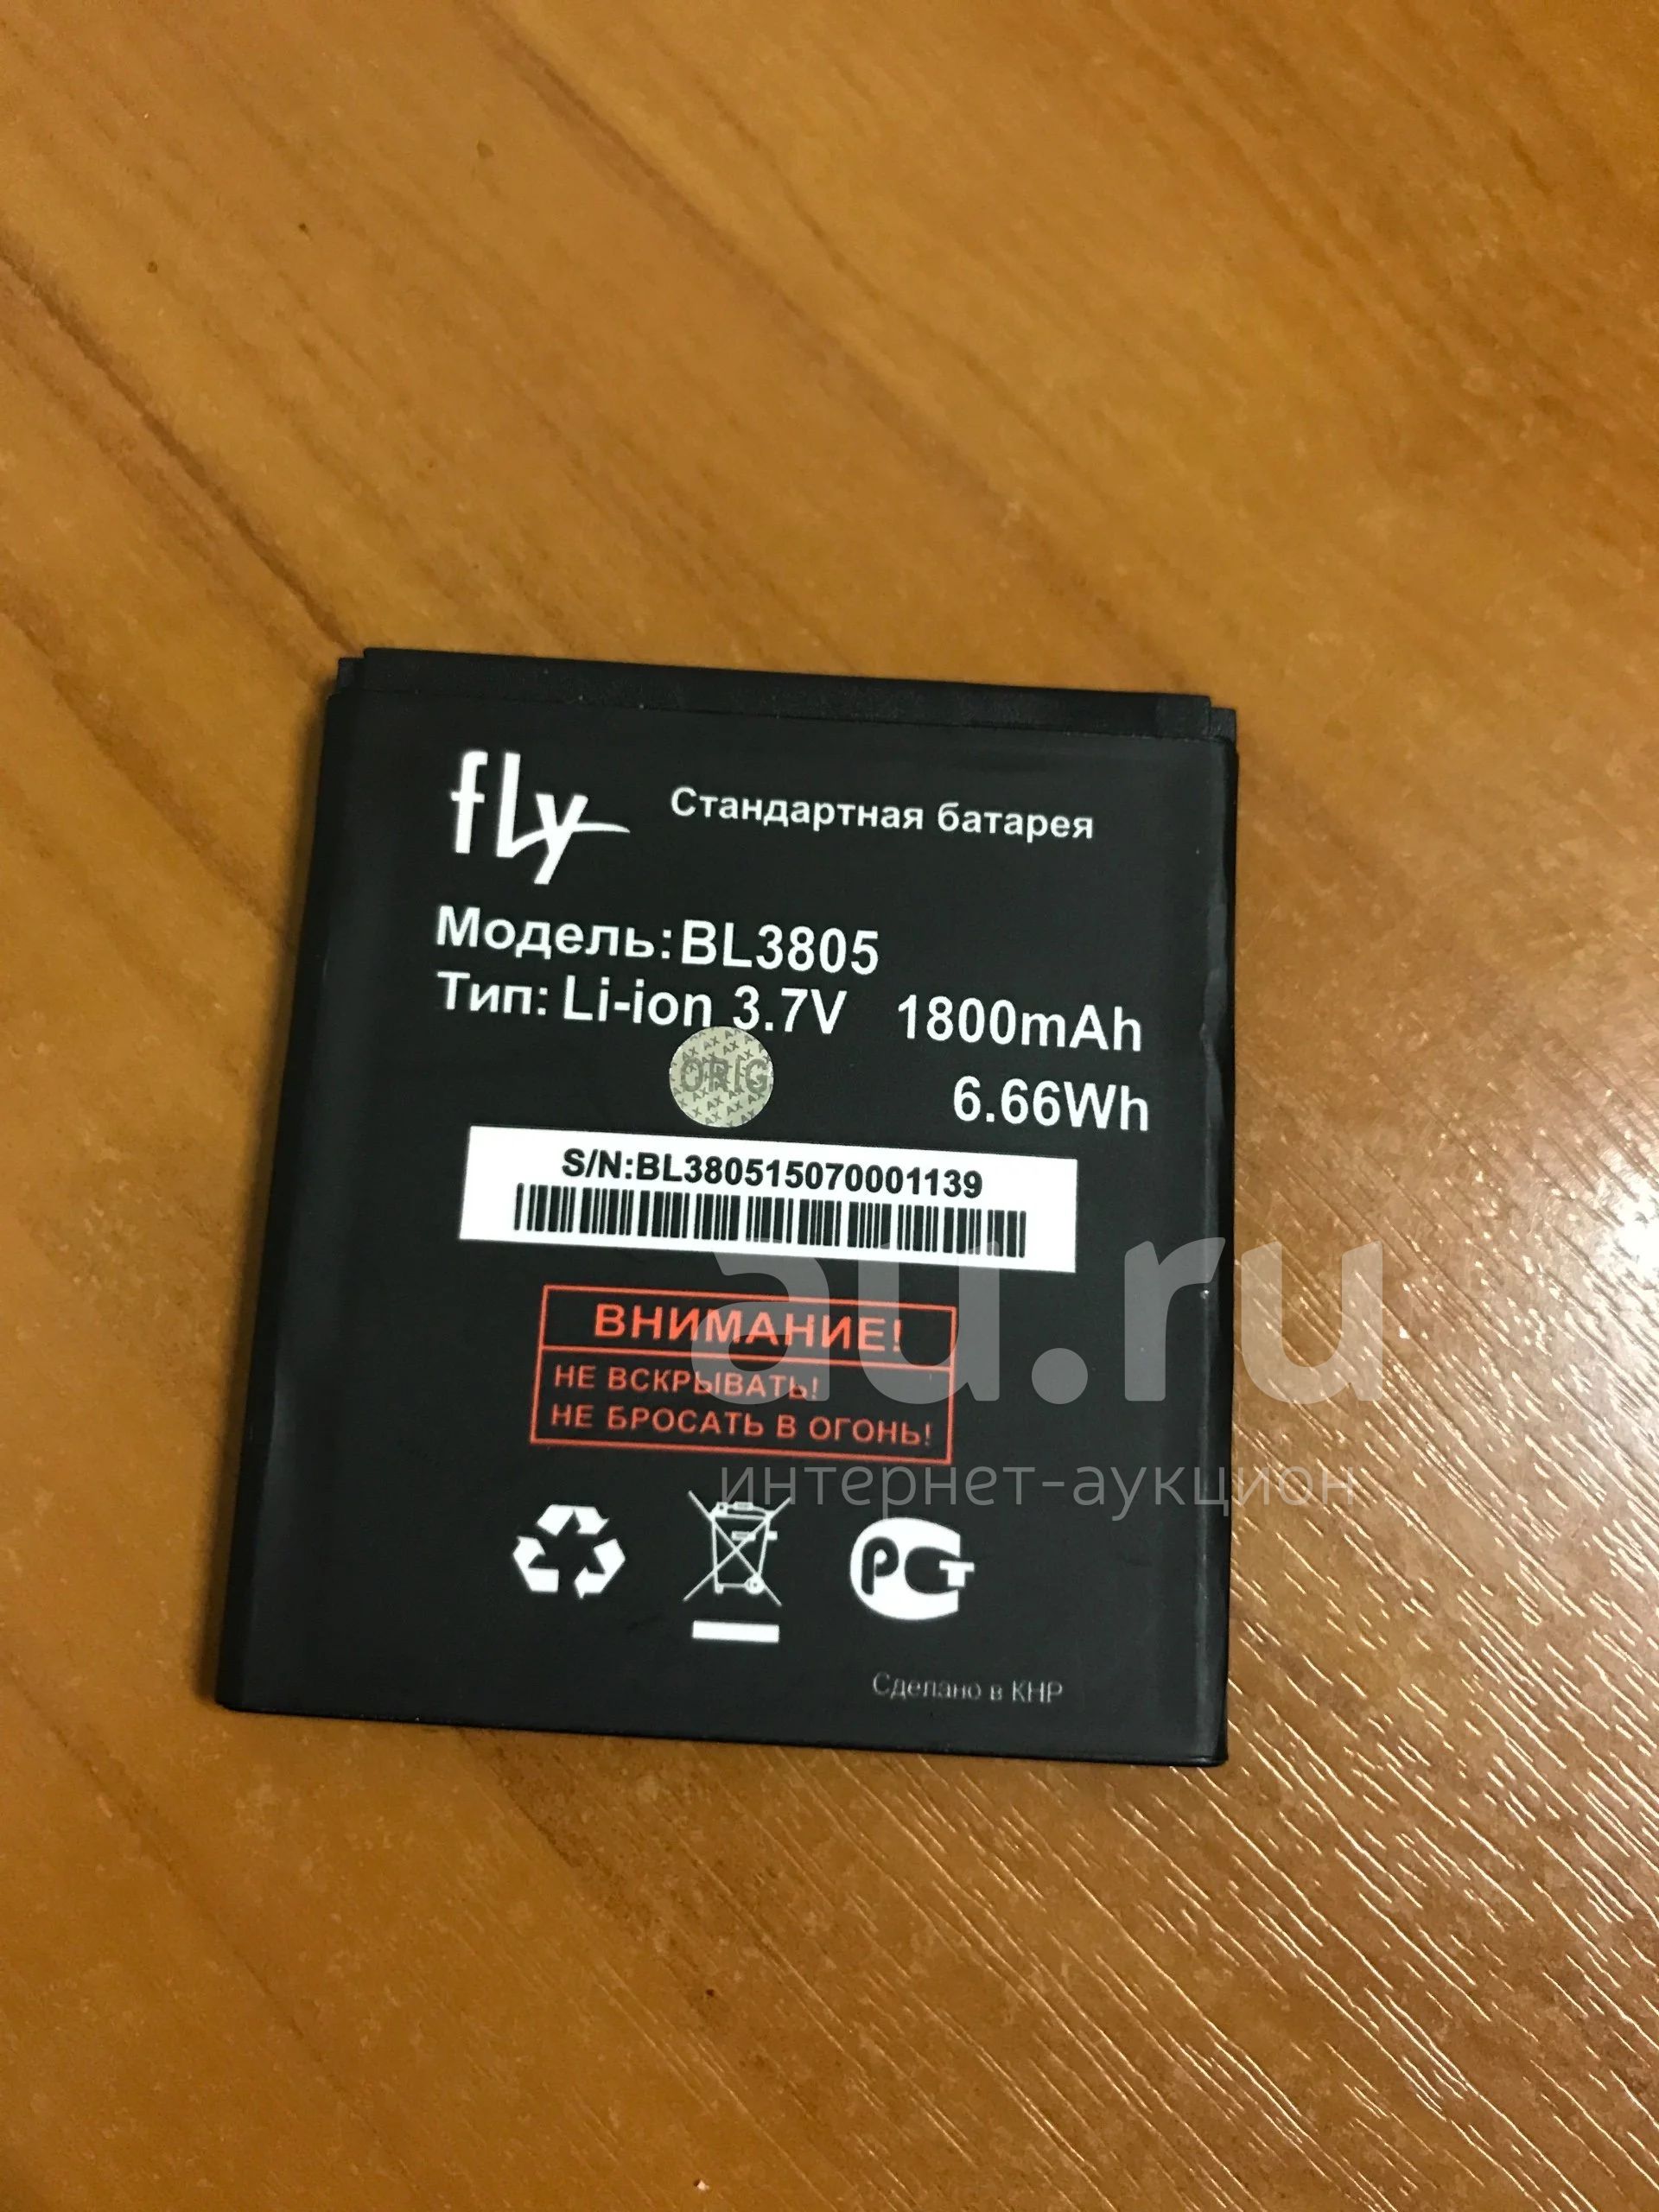 fly Стандартная батарея
Модель: BL3805
Тип: Li-ion 3.7V 1800mAh
6.66Wh
ORIG
S/N:BL380515070001139
ВНИМАНИЕ!
НЕ ВСКРЫВАТЬ!
НЕ БРОСАТЬ В ОГОНЬ!
au.ru
интернет-аукцион
РСТ
Сделано в КНР